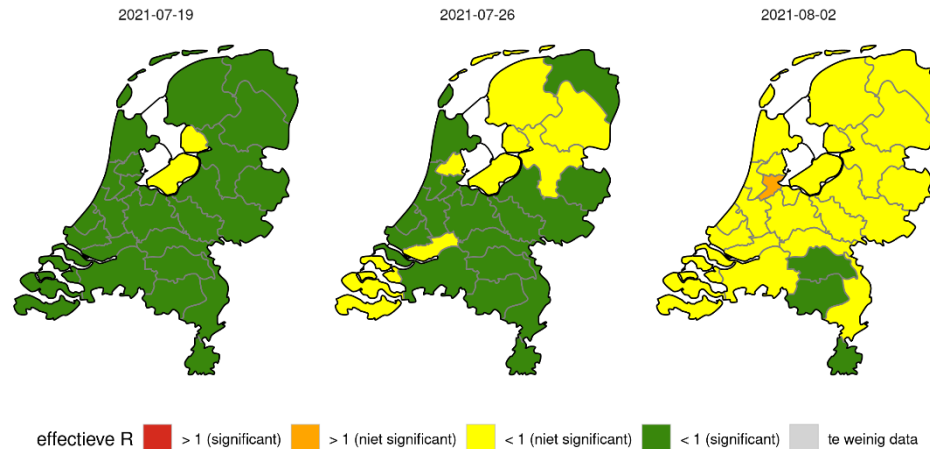 2021-07-19 2021-07-26 2021-08-02
effectieve R > 1 (significant) > 1 (niet significant) < 1 (niet significant) < 1 (significant) te weinig data